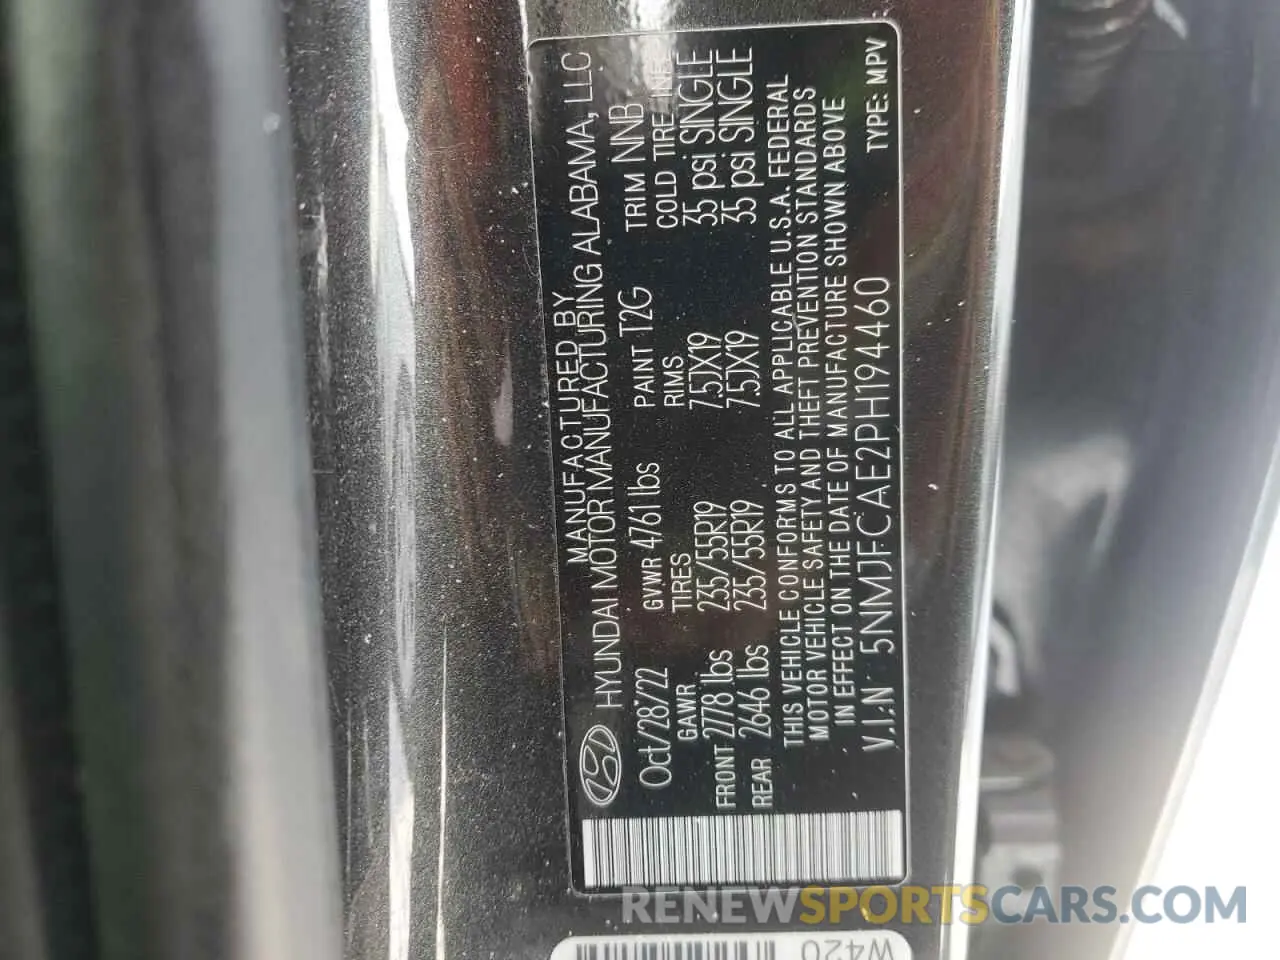 MANUFACTURED BY
HYUNDAI MOTOR MANUFACTURING ALABAMA, LLC
Oct/28/22 GVWR 4761 lbs PAINT T2G TRIM NNB
GAWR TIRES RIMS COLD TIRE
FRONT 2778 lbs 235/55R19 7.5JX19 35 psi SINGLE
REAR 2646 lbs 235/55R19 7.5JX19 35 psi SINGLE
THIS VEHICLE CONFORMS TO ALL APPLICABLE U.S.A. FEDERAL
MOTOR VEHICLE SAFETY AND THEFT PREVENTION STANDARDS
IN EFFECT ON THE DATE OF MANUFACTURE SHOWN ABOVE
V.I.N 5NMJFCAE2PH194460 TYPE: MPV
W420
RENEWSPORTSCARS.COM